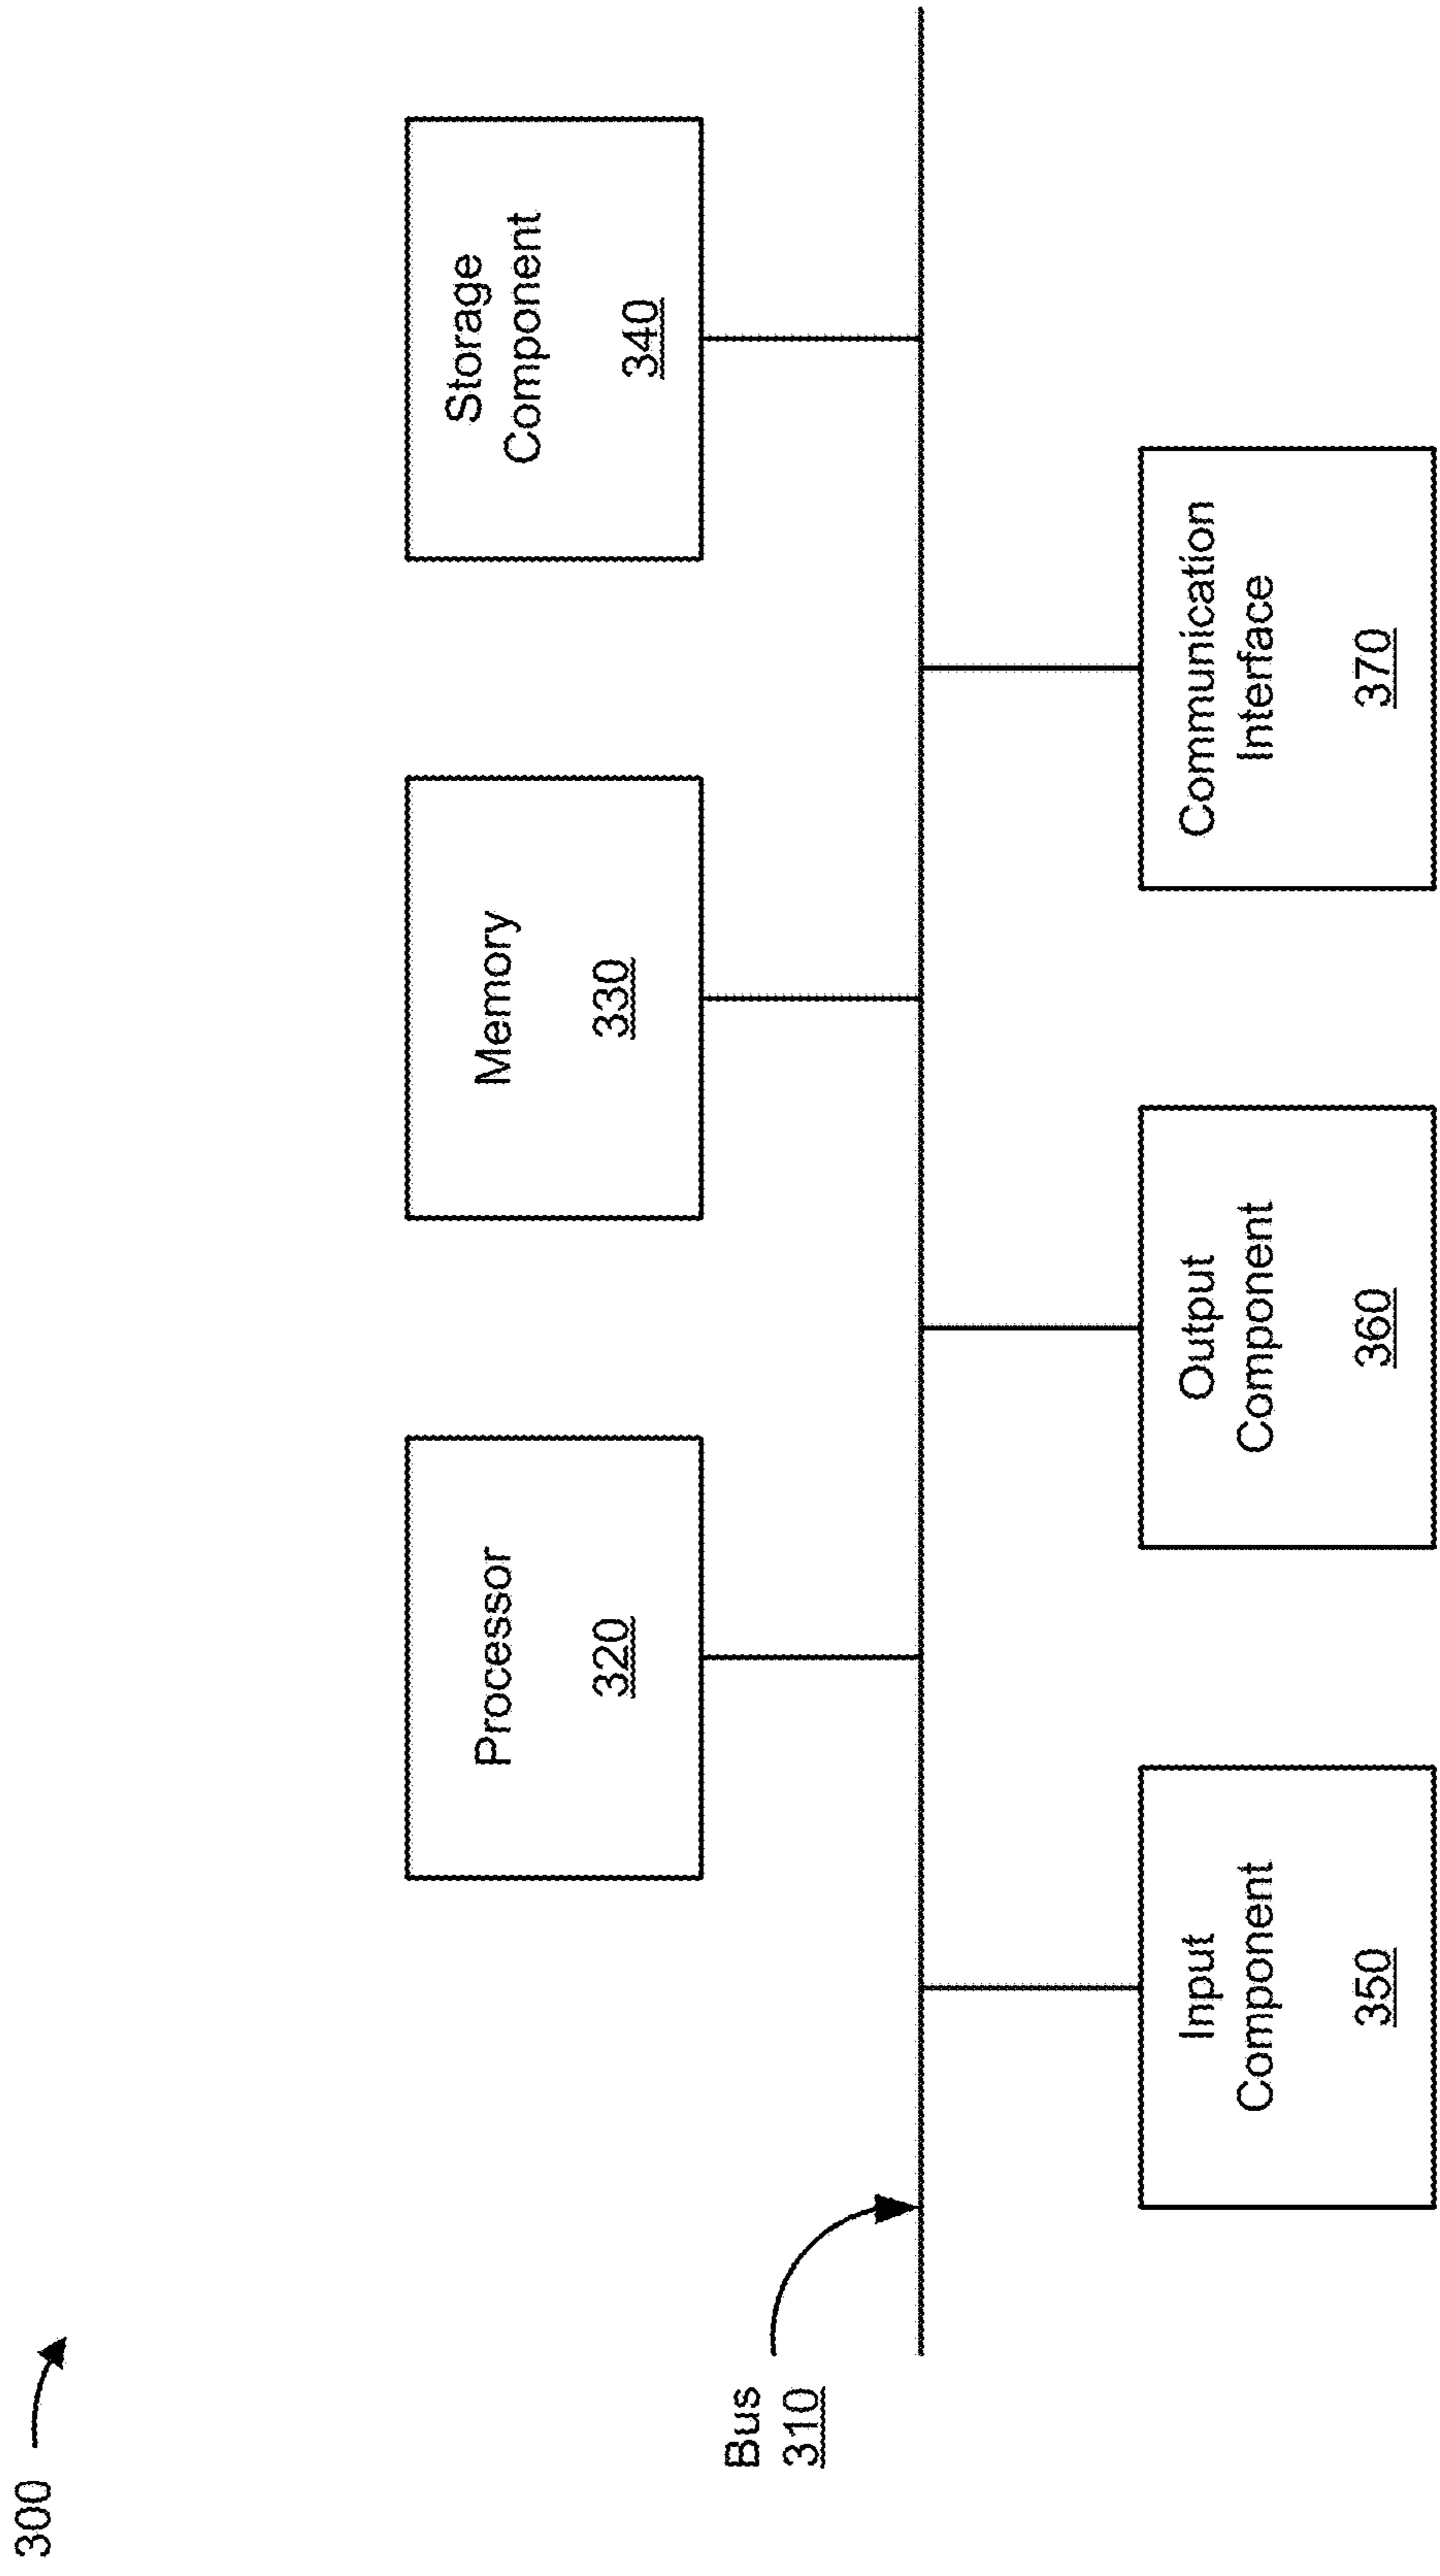 300
Processor
320
Memory
330
Storage
Component
340
Bus
310
Input
Component
350
Output
Component
360
Communication
Interface
370